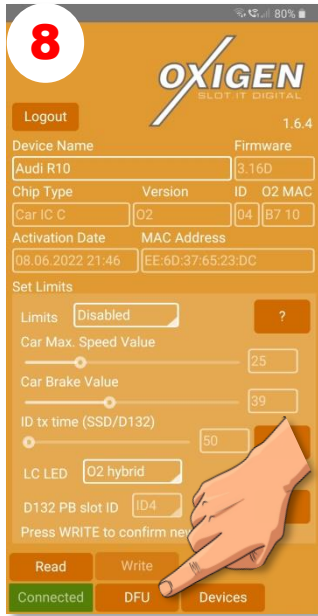 8
80%
OXIGEN
SLOT.IT DIGITAL
Logout
1.6.4
Device Name Firmware
Audi R10 3.16D
Chip Type Version ID O2 MAC
Car IC C O2 04 B7 10
Activation Date MAC Address
08.06.2022 21:46 EE:6D:37:65:23:DC
Set Limits
Limits Disabled ?
Car Max. Speed Value
25
Car Brake Value
39
ID tx time (SSD/D132)
50
LC LED O2 hybrid
D132 PB slot ID ID4
Press WRITE to confirm
Read Write
Connected DFU Devices